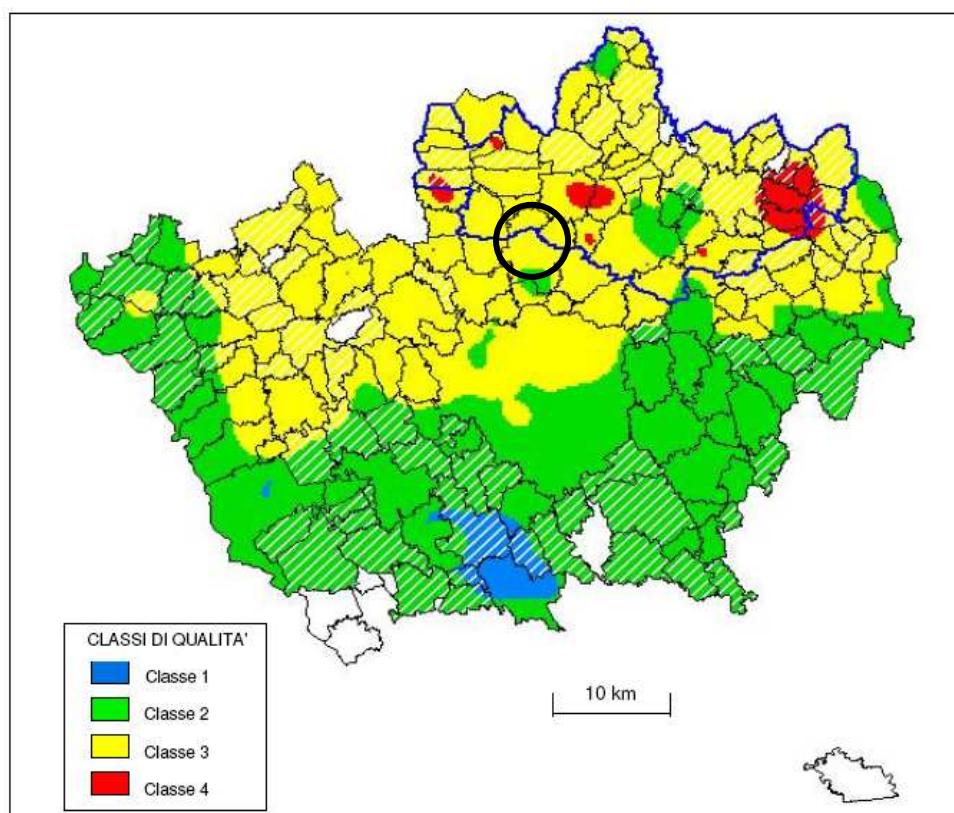 CLASSI DI QUALITA'
Classe 1
Classe 2
Classe 3
Classe 4
10 km